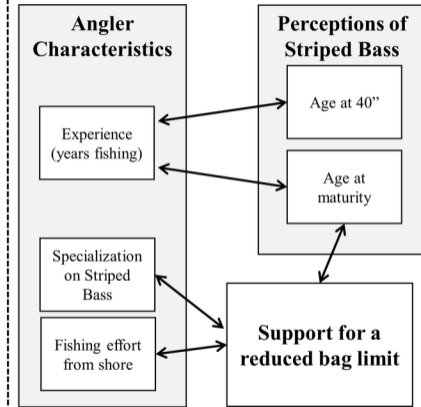 Angler
Characteristics
Experience
(years fishing)
Specialization
on Striped
Bass
Fishing effort
from shore
Perceptions of
Striped Bass
Age at 40”
Age at
maturity
Support for a
reduced bag limit